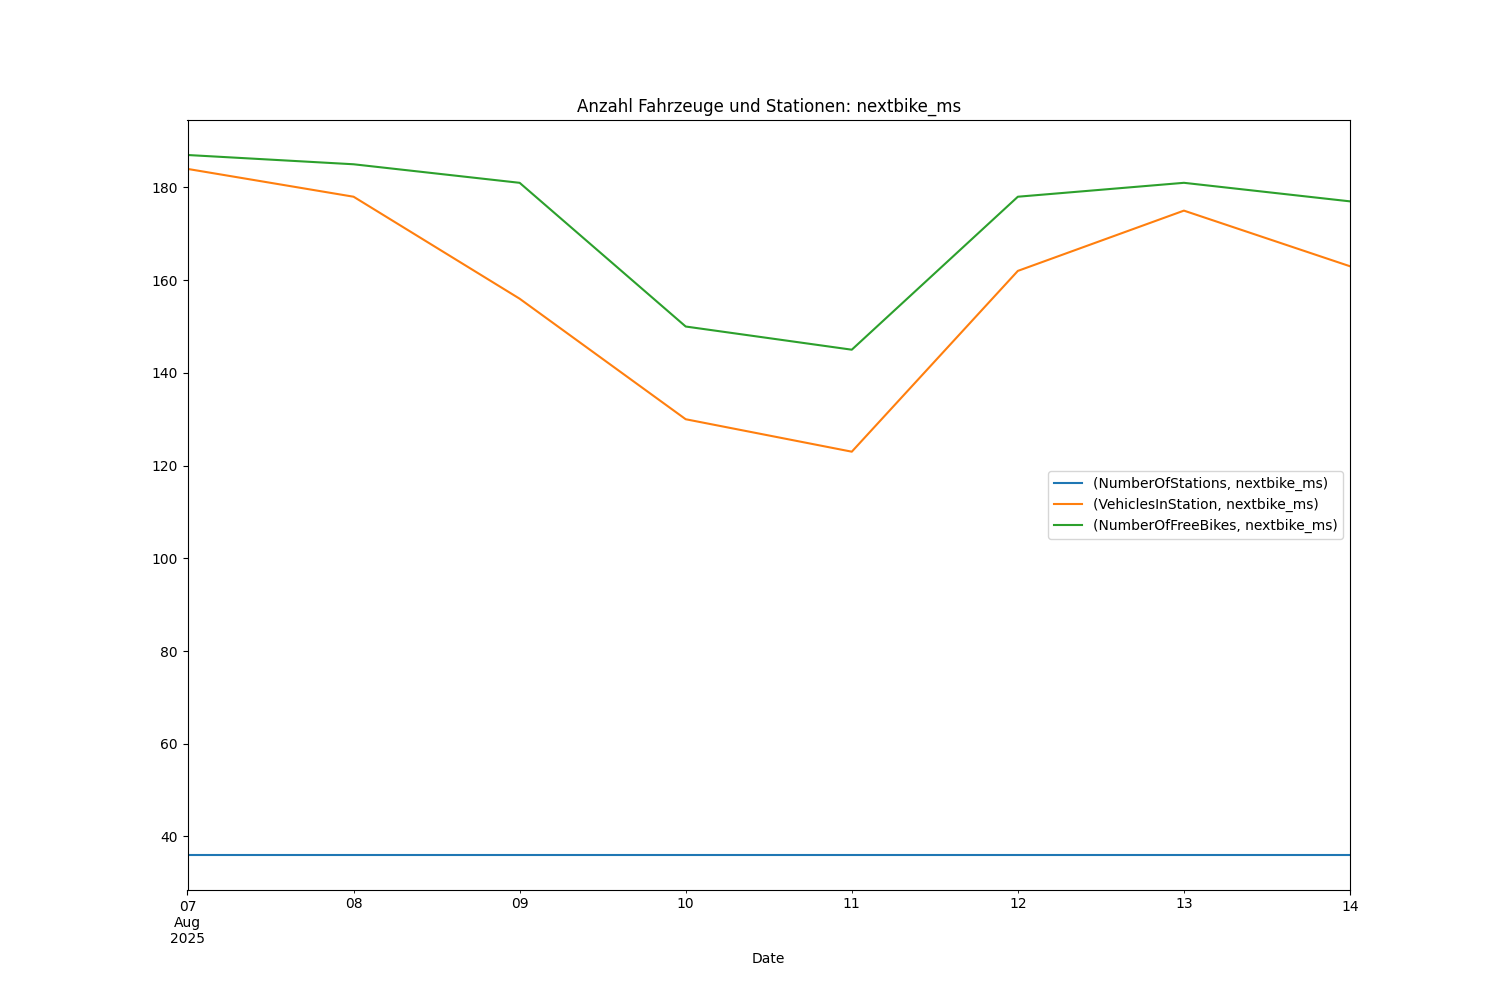 Anzahl Fahrzeuge und Stationen: nextbike_ms
180
160
140
120
100
80
60
40
(NumberOfStations, nextbike_ms)
(VehiclesInStation, nextbike_ms)
(NumberOfFreeBikes, nextbike_ms)
07 08 09 10 11 12 13 14
Aug
2025
Date